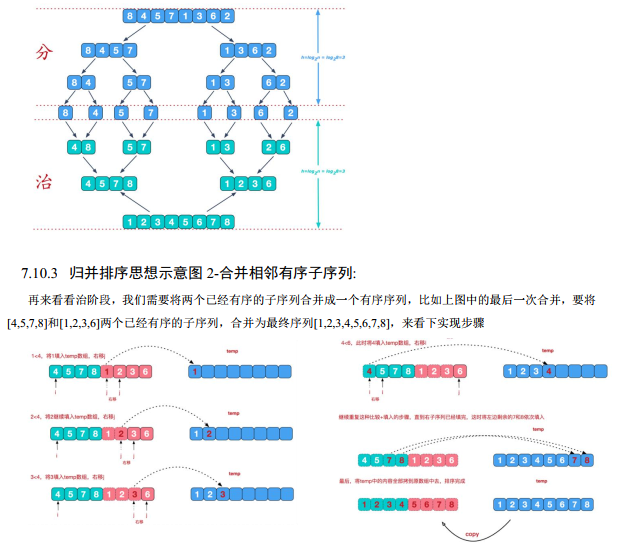 8 4 5 7 1 3 6 2
分
8 4 5 7
1 3 6 2
8 4
5 7
1 3
6 2
8
4
5
7
1
3
6
2
4 8
5 7
1 3
2 6
治
4 5 7 8
1 2 3 6
1 2 3 4 5 6 7 8
7.10.3 归并排序思想示意图 2-合并相邻有序子序列:
再来看看治阶段，我们需要将两个已经有序的子序列合并成一个有序序列，比如上图中的最后一次合并，要将
[4,5,7,8]和[1,2,3,6]两个已经有序的子序列，合并为最终序列[1,2,3,4,5,6,7,8]，来看下实现步骤
1<4，将1填入temp数组，右移j
temp
4 5 7 8 1 2 3 6
1
右移
2<4，将2继续填入temp数组，右移j
temp
4 5 7 8 1 2 3 6
1 2
右移
3<4，将3填入temp数组，右移j
temp
4 5 7 8 1 2 3 6
1 2 3
右移
4<6，此时将4填入temp数组，右移i
temp
4 5 7 8 1 2 3 6
1 2 3 4
右移
继续重复这种比较+填入的步骤，直到右子序列已经填完，这时将左边剩余的7和8依次填入
temp
4 5 7 8 1 2 3 6
1 2 3 4 5 6 7 8
最后，将temp中的内容全部拷到原数组中去，排序完成
temp
1 2 3 4 5 6 7 8
1 2 3 4 5 6 7 8
copy